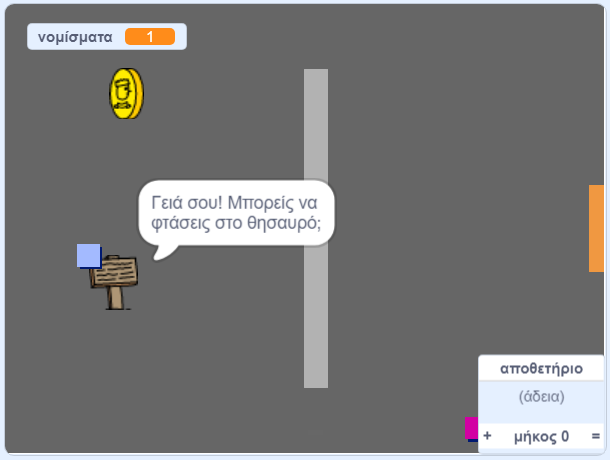 νομίσματα 1
Γειά σου! Μπορείς να
φτάσεις στο θησαυρό;
αποθετήριο
(άδεια)
+ μήκος 0 =